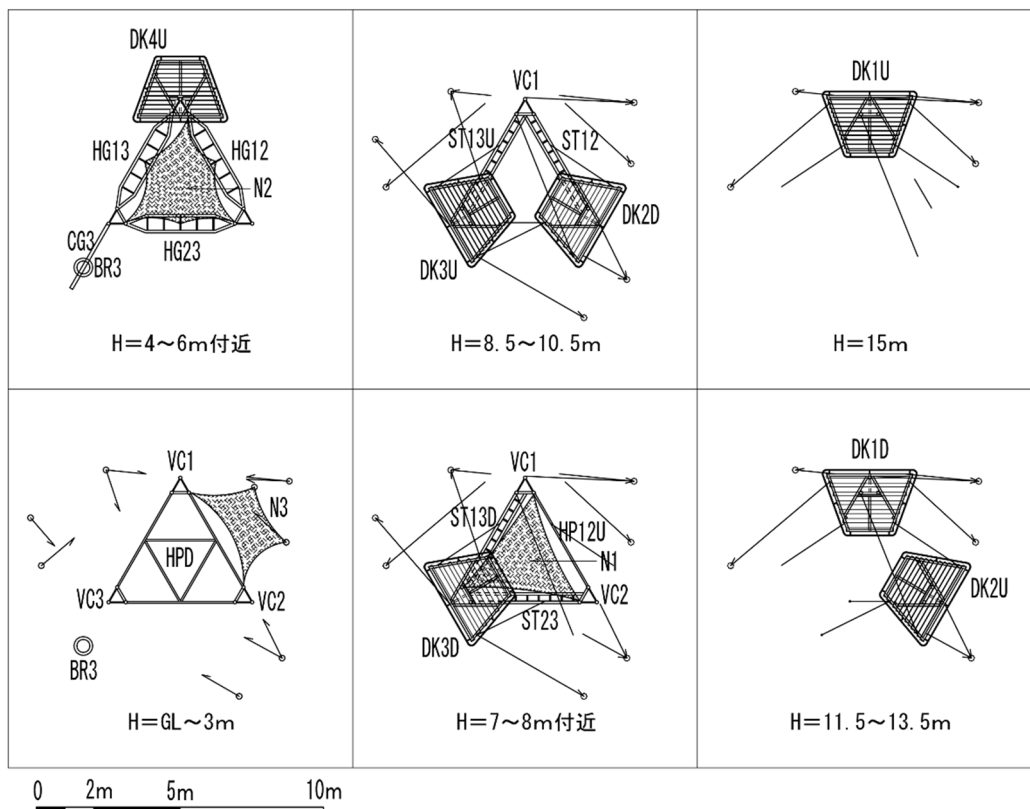 DK4U
HG13
HG12
N2
CG3
BR3
HG23
H=4～6m付近
VC1
ST13U
ST12
DK2D
DK3U
H=8.5～10.5m
DK1U
H=15m
VC1
N3
HPD
VC3
VC2
BR3
H=GL～3m
VC1
ST13D
HP12U
N1
VC2
ST23
DK3D
H=7～8m付近
DK1D
DK2U
H=11.5～13.5m
0 2m 5m 10m